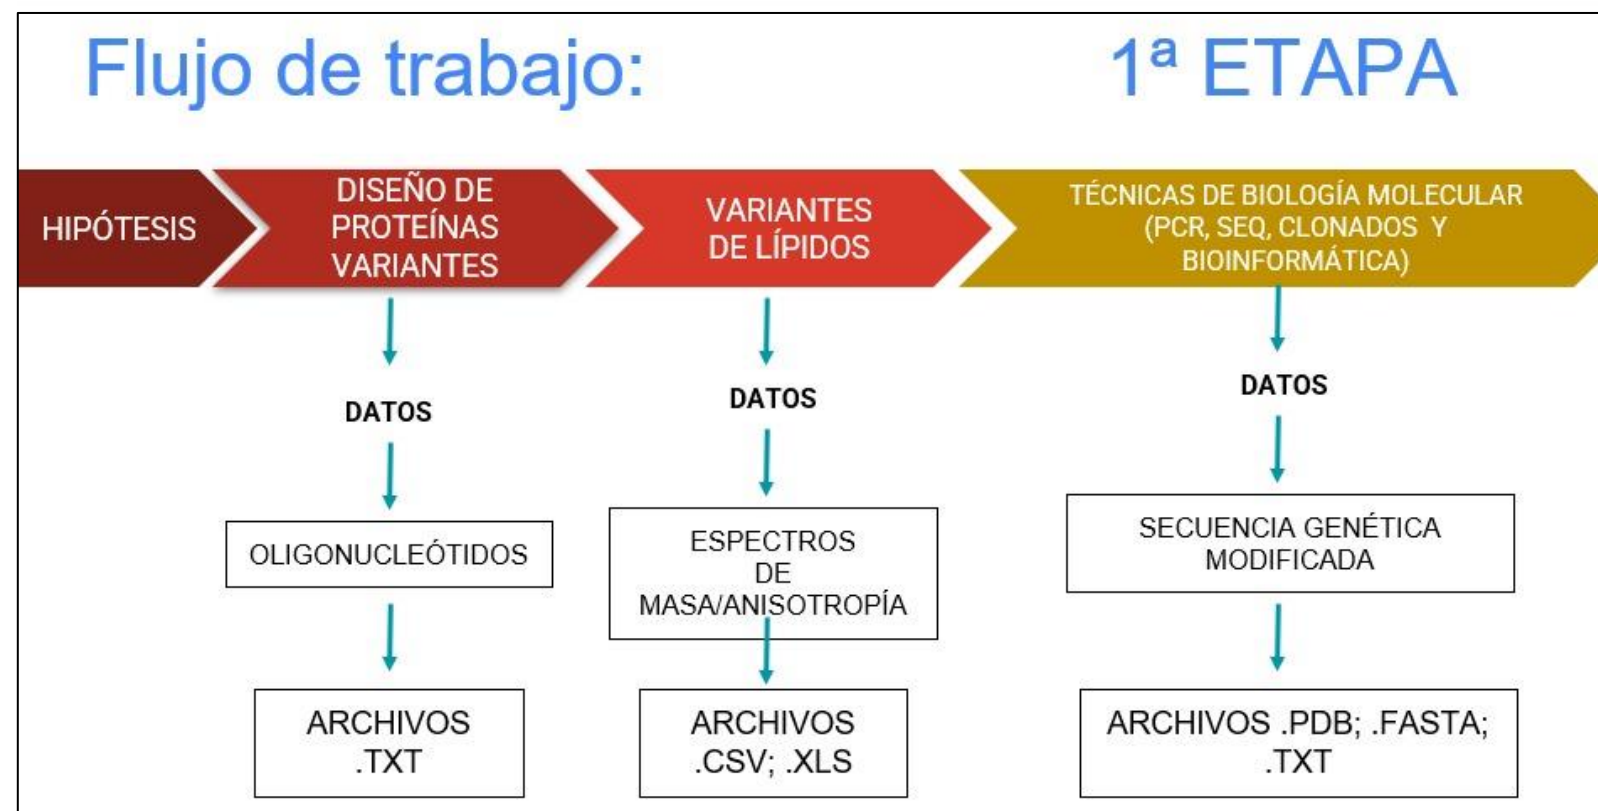 Flujo de trabajo:
1ª ETAPA
HIPÓTESIS
DISEÑO DE
PROTEÍNAS
VARIANTES
VARIANTES
DE LÍPIDOS
TÉCNICAS DE BIOLOGÍA MOLECULAR
(PCR, SEQ, CLONADOS Y
BIOINFORMÁTICA)
DATOS
DATOS
DATOS
OLIGONUCLEÓTIDOS
ESPECTROS
DE
MASA/ANISOTROPÍA
SECUENCIA GENÉTICA
MODIFICADA
ARCHIVOS
.TXT
ARCHIVOS
.CSV; .XLS
ARCHIVOS .PDB; .FASTA;
.TXT